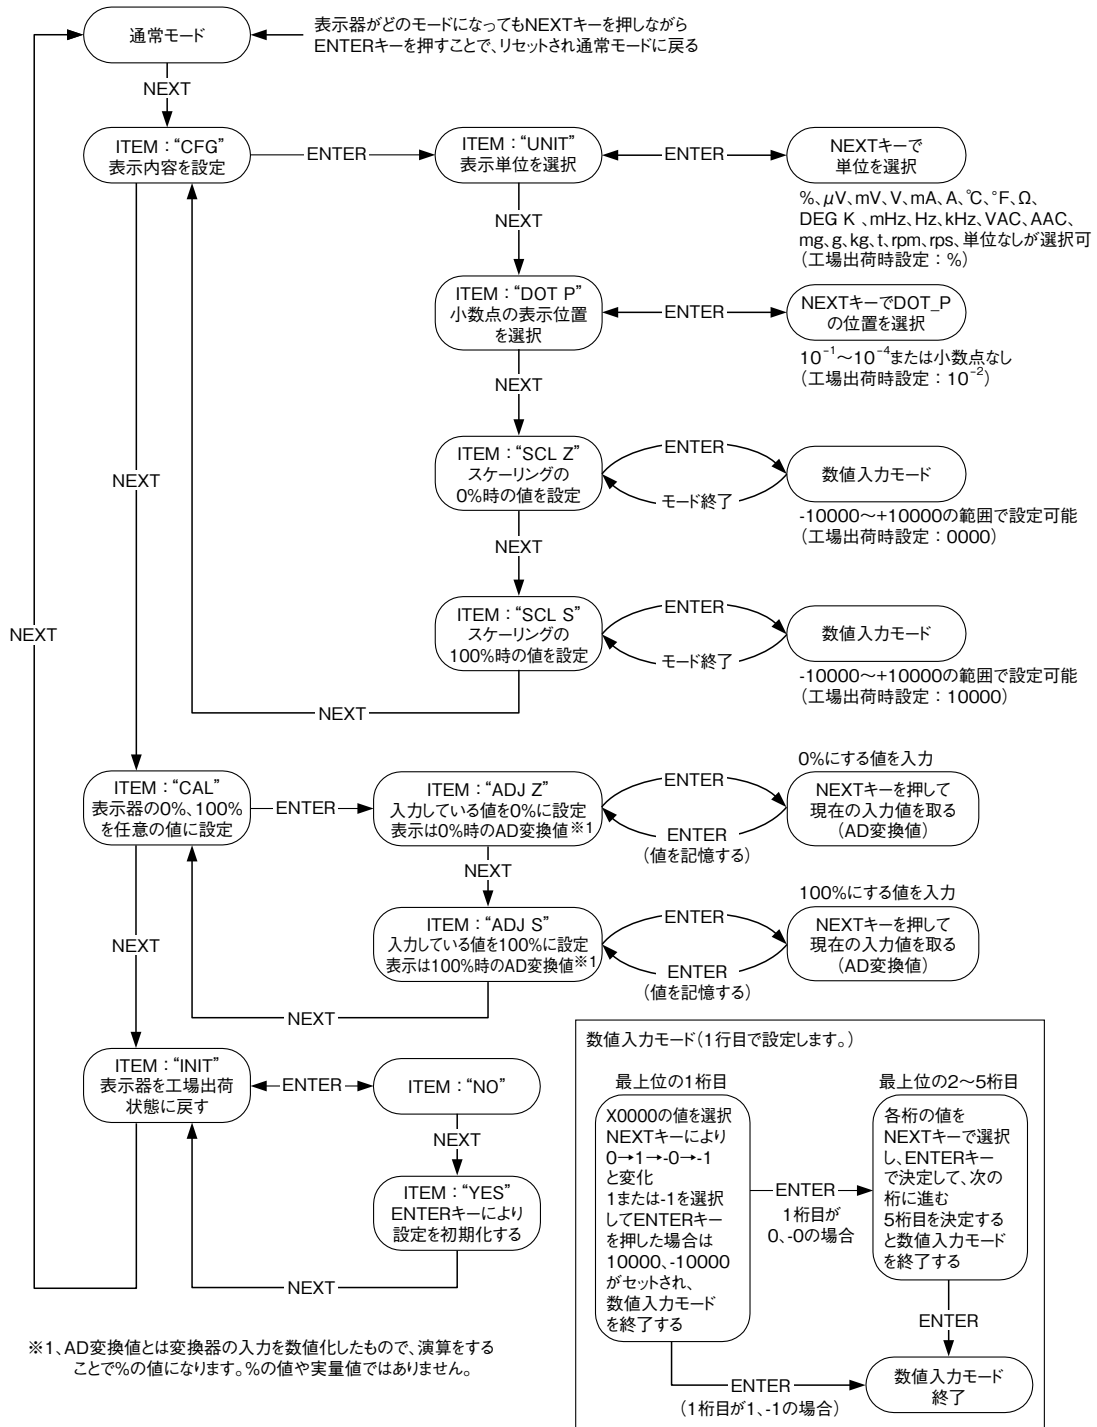 通常モード
表示器がどのモードになってもNEXTキーを押しながら
ENTERキーを押すことで、リセットされ通常モードに戻る
NEXT
ITEM：“CFG”
表示内容を設定
ENTER
ITEM：“UNIT”
表示単位を選択
ENTER
NEXTキーで
単位を選択
%、μV、mV、V、mA、A、℃、°F、Ω、
DEG K 、mHz、Hz、kHz、VAC、AAC、
mg、g、kg、t、rpm、rps、単位なしが選択可
（工場出荷時設定：%）
NEXT
ITEM：“DOT P”
小数点の表示位置
を選択
ENTER
NEXTキーでDOT_P
の位置を選択
10⁻¹～10⁻⁴または小数点なし
（工場出荷時設定：10⁻²）
NEXT
ITEM：“SCL Z”
スケーリングの
0%時の値を設定
ENTER
モード終了
数値入力モード
-10000～+10000の範囲で設定可能
（工場出荷時設定：0000）
NEXT
NEXT
ITEM：“SCL S”
スケーリングの
100%時の値を設定
ENTER
モード終了
数値入力モード
-10000～+10000の範囲で設定可能
（工場出荷時設定：10000）
NEXT
NEXT
ITEM：“CAL”
表示器の0%、100%
を任意の値に設定
ENTER
ITEM：“ADJ Z”
入力している値を0%に設定
表示は0%時のAD変換値※1
ENTER
ENTER
（値を記憶する）
0%にする値を入力
NEXTキーを押して
現在の入力値を取る
（AD変換値）
NEXT
NEXT
ITEM：“ADJ S”
入力している値を100%に設定
表示は100%時のAD変換値※1
ENTER
ENTER
（値を記憶する）
100%にする値を入力
NEXTキーを押して
現在の入力値を取る
（AD変換値）
NEXT
ITEM：“INIT”
表示器を工場出荷
状態に戻す
ENTER
ITEM：“NO”
NEXT
ITEM：“YES”
ENTERキーにより
設定を初期化する
NEXT
数値入力モード（1行目で設定します。）
最上位の1桁目
X0000の値を選択
NEXTキーにより
0→1→-0→-1
と変化
1または-1を選択
してENTERキー
を押した場合は
10000、-10000
がセットされ、
数値入力モード
を終了する
ENTER
1桁目が
0、-0の場合
最上位の2～5桁目
各桁の値を
NEXTキーで選択
し、ENTERキー
で決定して、次の
桁に進む
5桁目を決定する
と数値入力モード
を終了する
ENTER
ENTER
（1桁目が1、-1の場合）
数値入力モード
終了
※1、AD変換値とは変換器の入力を数値化したもので、演算をする
ことで%の値になります。%の値や実量値ではありません。